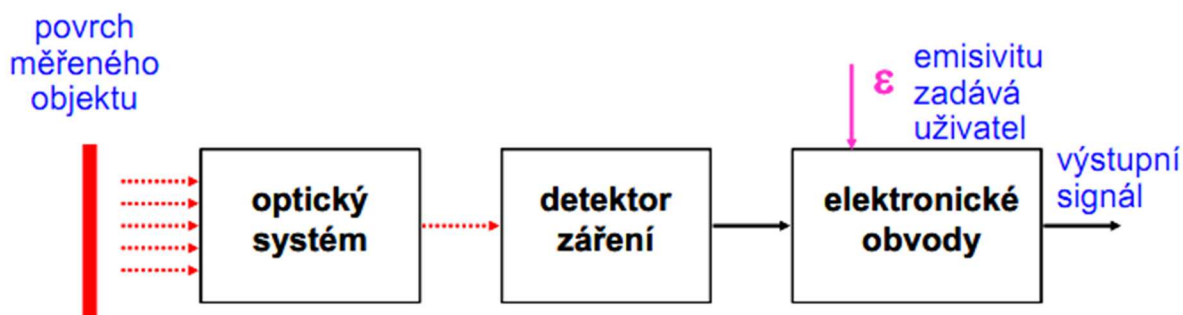 povrch
měřeného
objektu
optický
systém
detektor
záření
ε
emisivitu
zadává
uživatel
elektronické
obvody
výstupní
signál